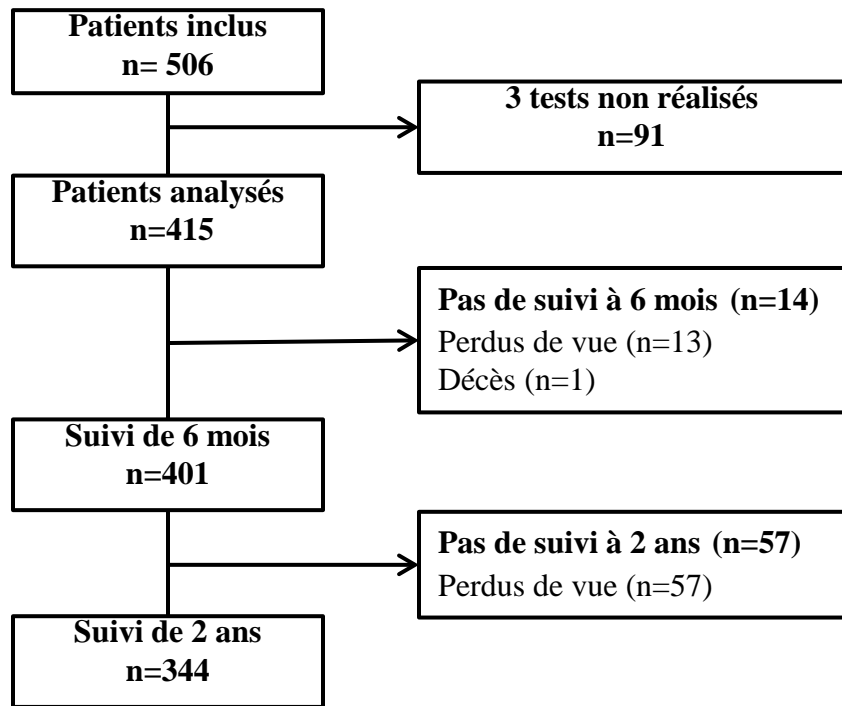 Patients inclus
n= 506
3 tests non réalisés
n=91
Patients analysés
n=415
Pas de suivi à 6 mois (n=14)
Perdus de vue (n=13)
Décès (n=1)
Suivi de 6 mois
n=401
Pas de suivi à 2 ans (n=57)
Perdus de vue (n=57)
Suivi de 2 ans
n=344